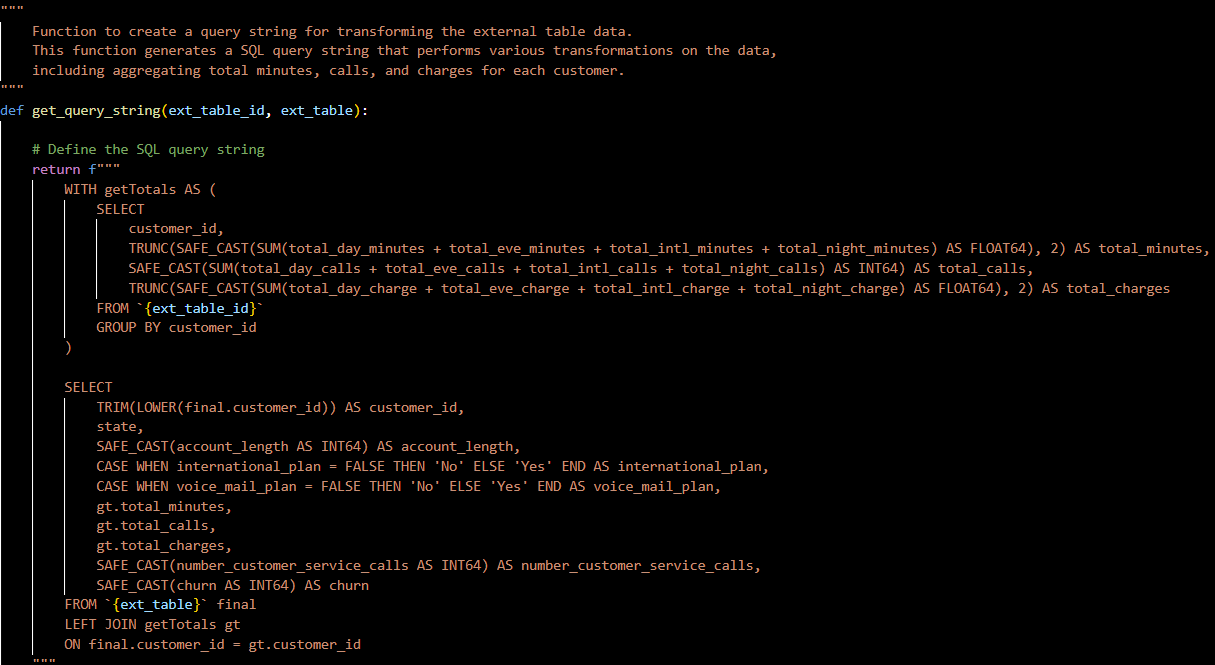 """
Function to create a query string for transforming the external table data.
This function generates a SQL query string that performs various transformations on the data,
including aggregating total minutes, calls, and charges for each customer.
"""
def get_query_string(ext_table_id, ext_table):
# Define the SQL query string
return f"""
WITH getTotals AS (
SELECT
customer_id,
TRUNC(SAFE_CAST(SUM(total_day_minutes + total_eve_minutes + total_intl_minutes + total_night_minutes) AS FLOAT64), 2) AS total_minutes,
SAFE_CAST(SUM(total_day_calls + total_eve_calls + total_intl_calls + total_night_calls) AS INT64) AS total_calls,
TRUNC(SAFE_CAST(SUM(total_day_charge + total_eve_charge + total_intl_charge + total_night_charge) AS FLOAT64), 2) AS total_charges
FROM `{ext_table_id}`
GROUP BY customer_id
)
SELECT
TRIM(LOWER(final.customer_id)) AS customer_id,
state,
SAFE_CAST(account_length AS INT64) AS account_length,
CASE WHEN international_plan = FALSE THEN 'No' ELSE 'Yes' END AS international_plan,
CASE WHEN voice_mail_plan = FALSE THEN 'No' ELSE 'Yes' END AS voice_mail_plan,
gt.total_minutes,
gt.total_calls,
gt.total_charges,
SAFE_CAST(number_customer_service_calls AS INT64) AS number_customer_service_calls,
SAFE_CAST(churn AS INT64) AS churn
FROM `{ext_table}` final
LEFT JOIN getTotals gt
ON final.customer_id = gt.customer_id
"""